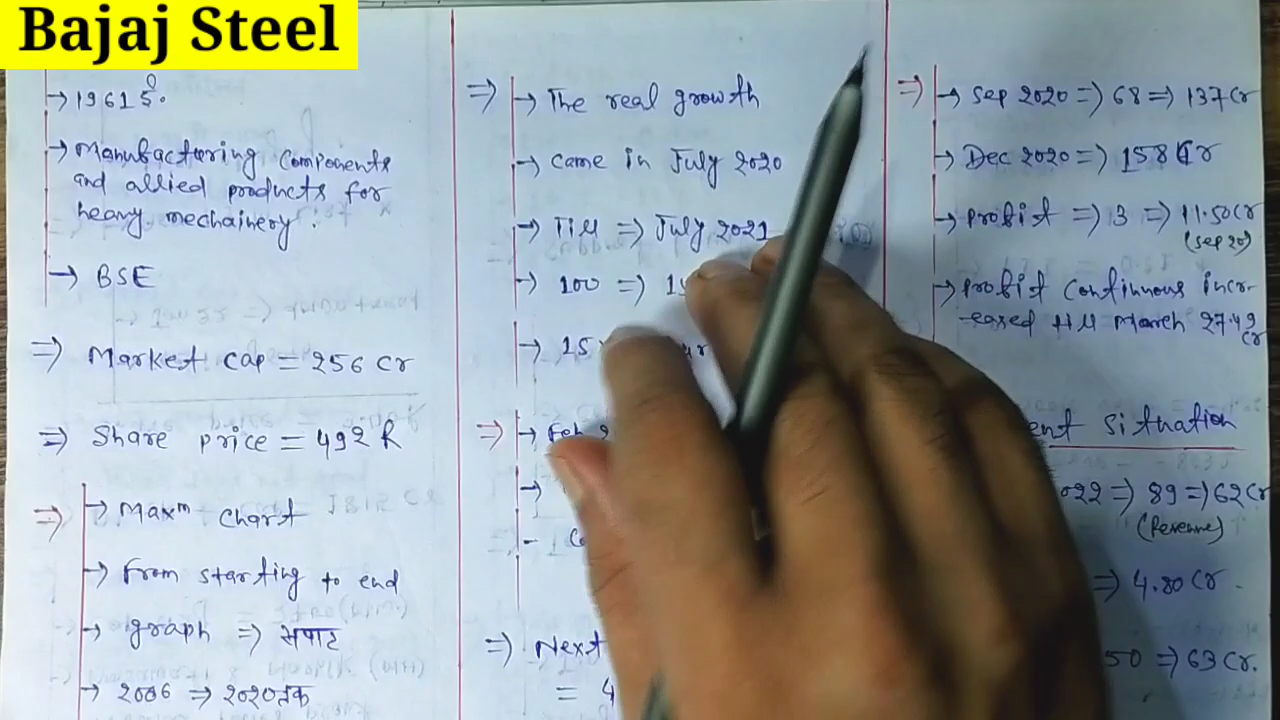 Bajaj Steel
→ 1961 ई०
→ Manufacturing components
and allied products for
heavy mechainery.
→ BSE
⇒ Market cap = 256 Cr
⇒ Share price = 492 R
⇒ → Maxm chart
→ From starting to end
→ graph ⇒ सपाट
→ 2006 ⇒ 2020 तक
⇒ → The real growth
→ came in July 2020
→ Till ⇒ July 2021
→ 100 ⇒
→ 15
⇒ → Feb
⇒ Next
= 4
⇒ → Sep 2020 ⇒ 68 ⇒ 137 Cr
→ Dec 2020 ⇒ 158 Cr
→ Profit ⇒ 3 ⇒ 11.50 Cr
(Sep 20)
→ Profit continuous incr-
-eased till March 27.49
Cr
situation
⇒ 89 ⇒ 62 Cr
(Revenue)
⇒ 4.80 Cr.
50 ⇒ 63 Cr.